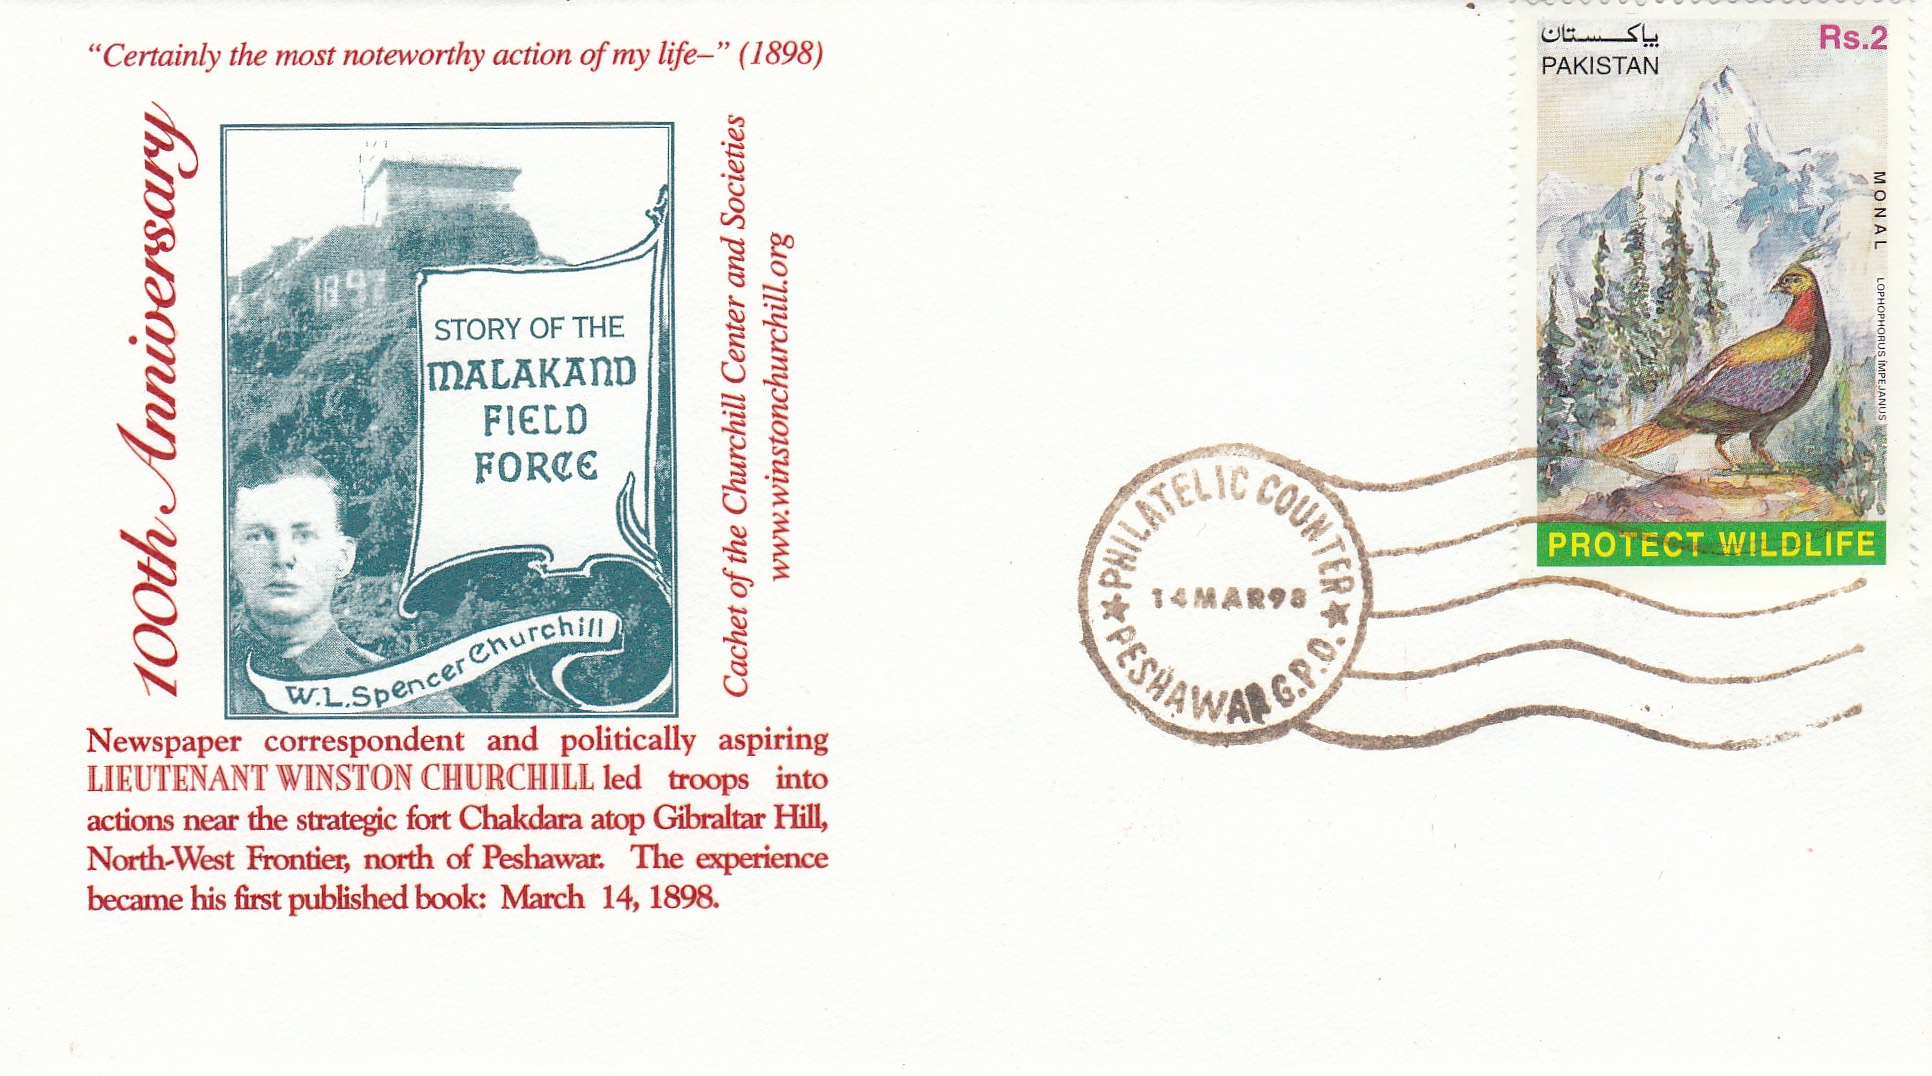 “Certainly the most noteworthy action of my life–” (1898)
100th Anniversary
1897
STORY OF THE
MALAKAND
FIELD
FORCE
W.L.Spencer Churchill
Cachet of the Churchill Center and Societies
www.winstonchurchill.org
Newspaper correspondent and politically aspiring
LIEUTENANT WINSTON CHURCHILL led troops into
actions near the strategic fort Chakdara atop Gibraltar Hill,
North-West Frontier, north of Peshawar. The experience
became his first published book: March 14, 1898.
PHILATELIC COUNTER
14MAR98
PESHAWAR G.P.O.
پاکستان
PAKISTAN
Rs.2
MONAL
LOPHOPHORUS IMPEJANUS
PROTECT WILDLIFE